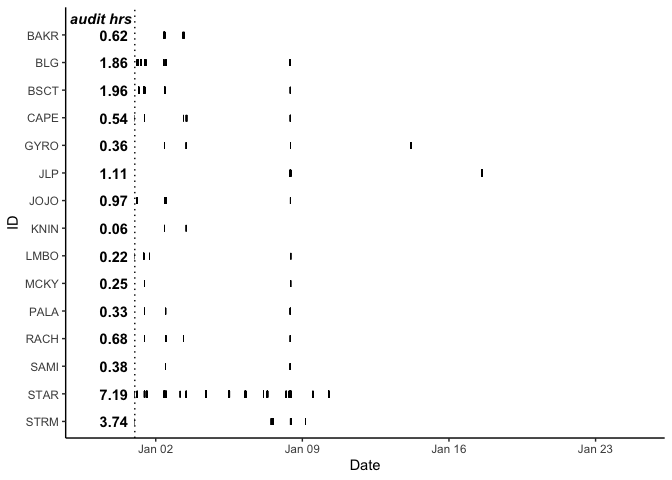 audit hrs
BAKR 0.62
BLG 1.86
BSCT 1.96
CAPE 0.54
GYRO 0.36
JLP 1.11
JOJO 0.97
KNIN 0.06
LMBO 0.22
MCKY 0.25
PALA 0.33
RACH 0.68
SAMI 0.38
STAR 7.19
STRM 3.74
ID
Jan 02 Jan 09 Jan 16 Jan 23
Date